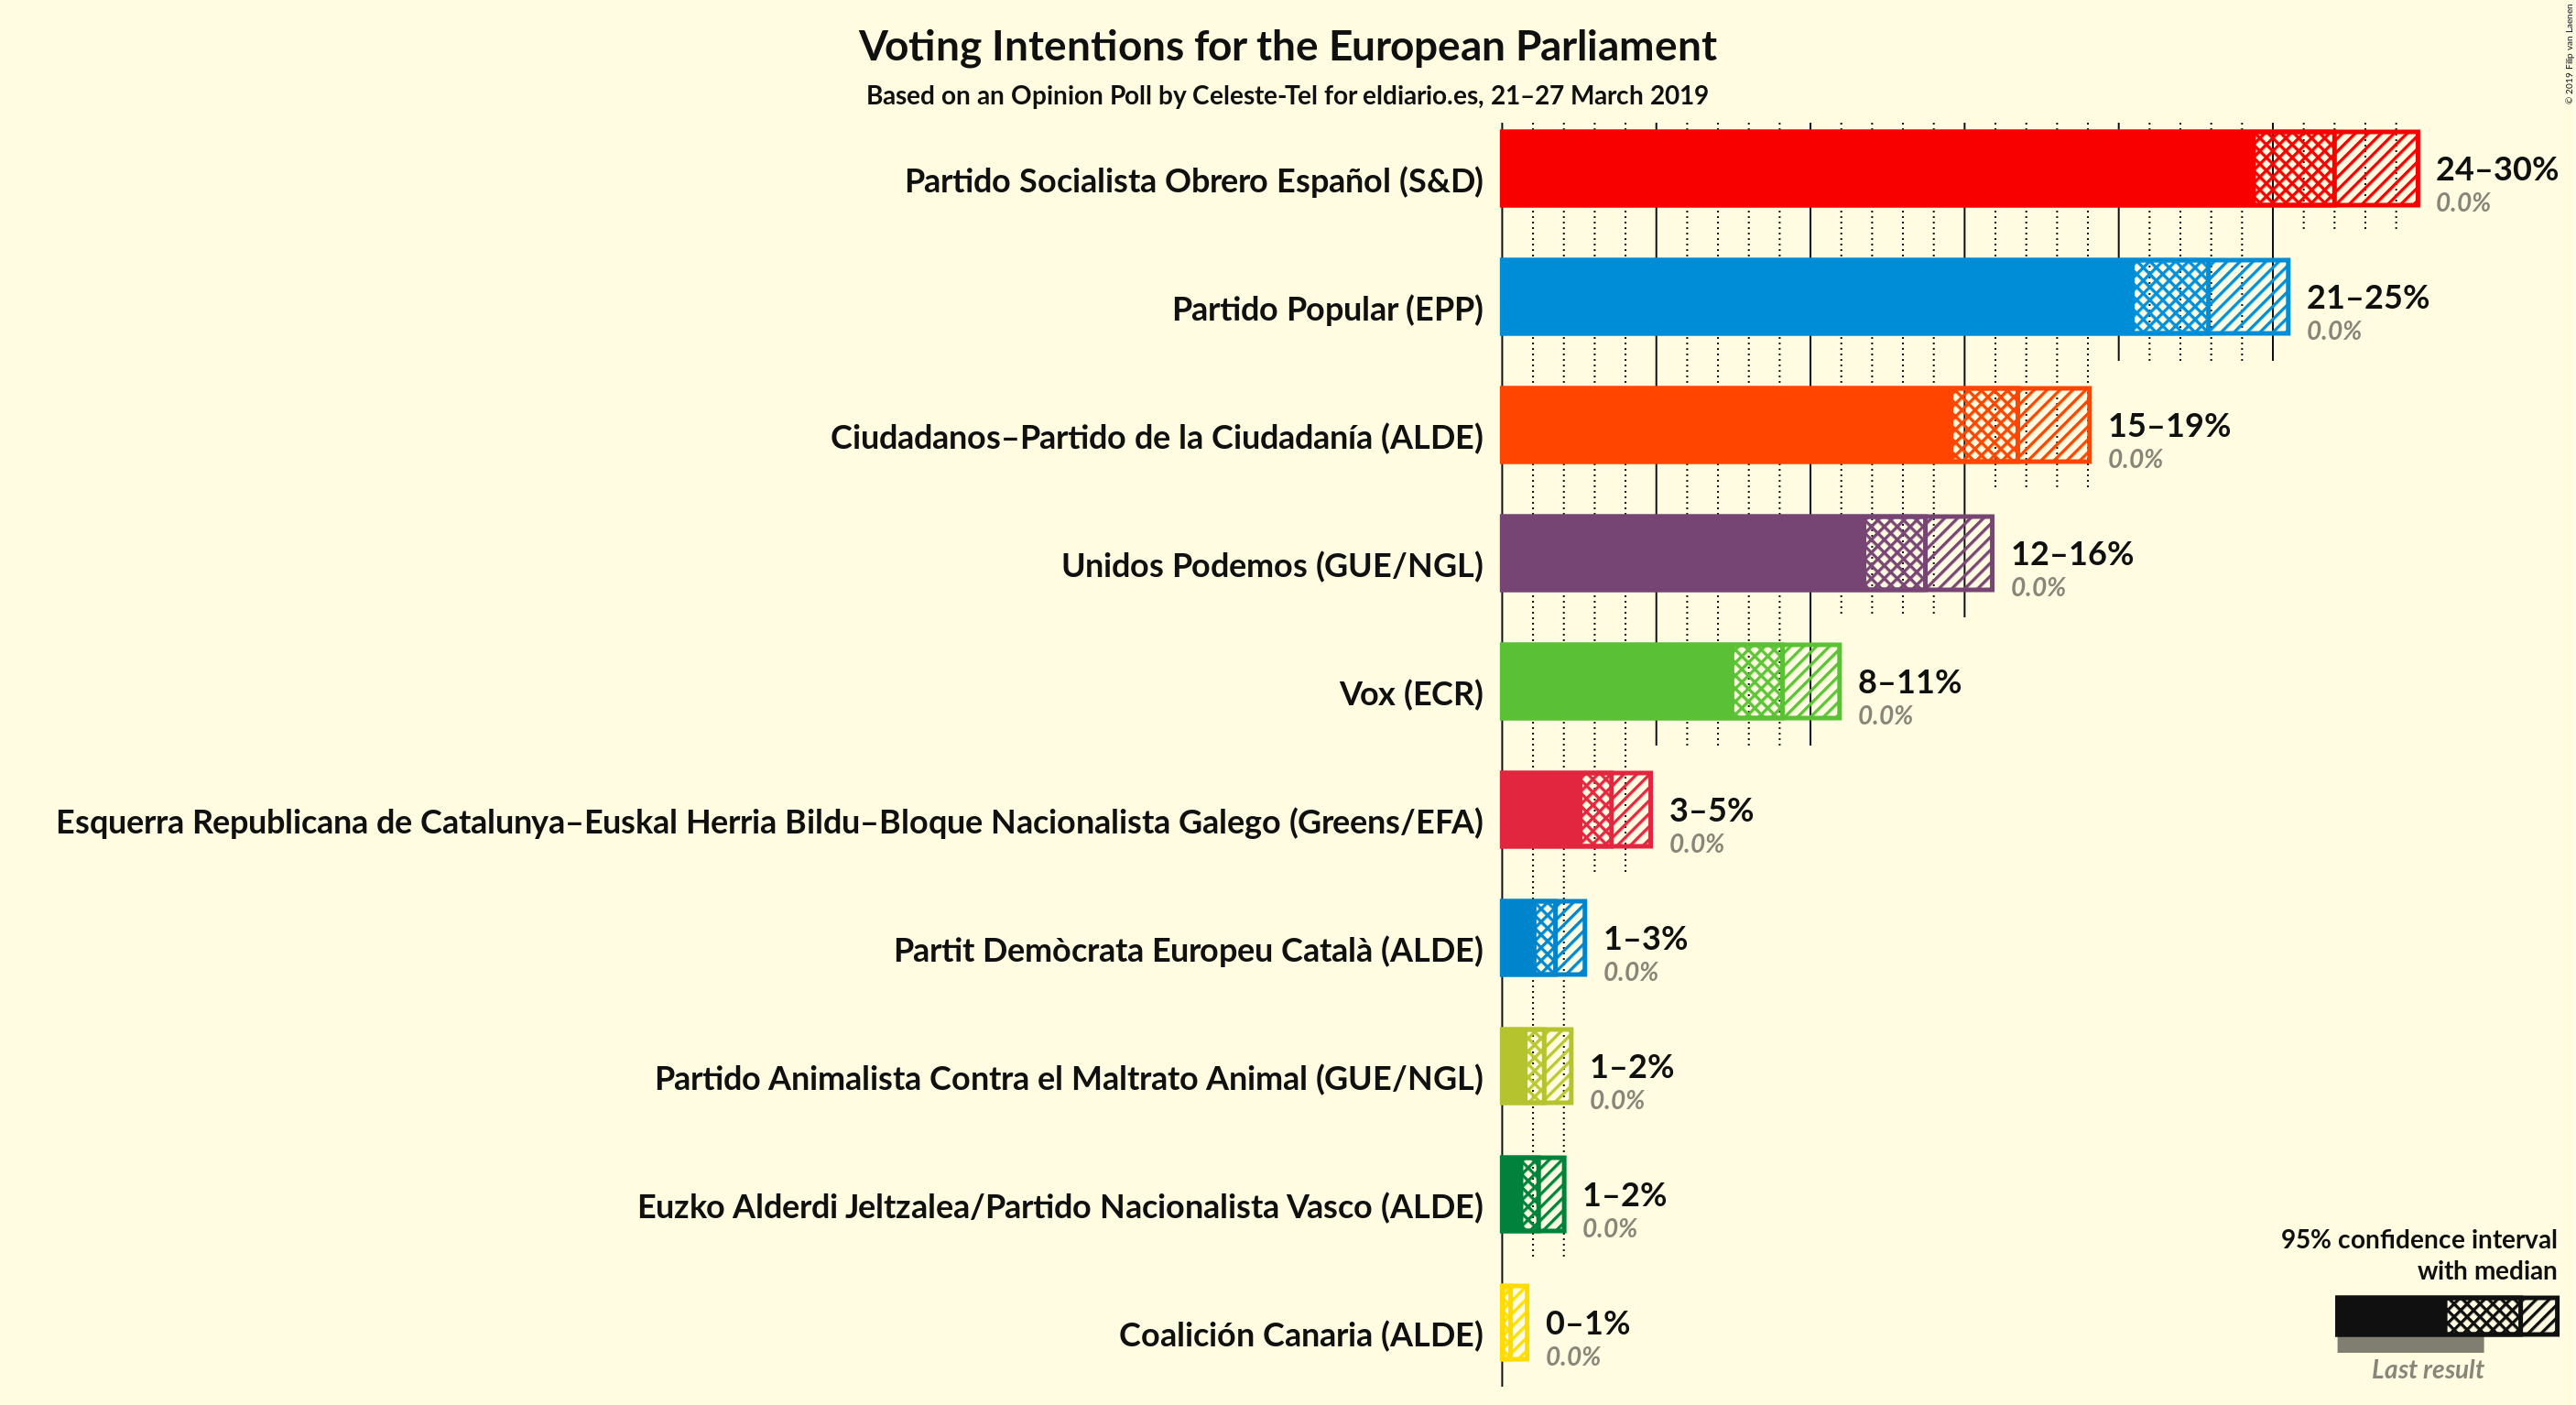 Voting Intentions for the European Parliament
Based on an Opinion Poll by Celeste-Tel for eldiario.es, 21–27 March 2019
© 2019 Filip van Laenen
Partido Socialista Obrero Español (S&D)
24–30%
0.0%
Partido Popular (EPP)
21–25%
0.0%
Ciudadanos–Partido de la Ciudadanía (ALDE)
15–19%
0.0%
Unidos Podemos (GUE/NGL)
12–16%
0.0%
Vox (ECR)
8–11%
0.0%
Esquerra Republicana de Catalunya–Euskal Herria Bildu–Bloque Nacionalista Galego (Greens/EFA)
3–5%
0.0%
Partit Demòcrata Europeu Català (ALDE)
1–3%
0.0%
Partido Animalista Contra el Maltrato Animal (GUE/NGL)
1–2%
0.0%
Euzko Alderdi Jeltzalea/Partido Nacionalista Vasco (ALDE)
1–2%
0.0%
Coalición Canaria (ALDE)
0–1%
0.0%
95% confidence interval
with median
Last result